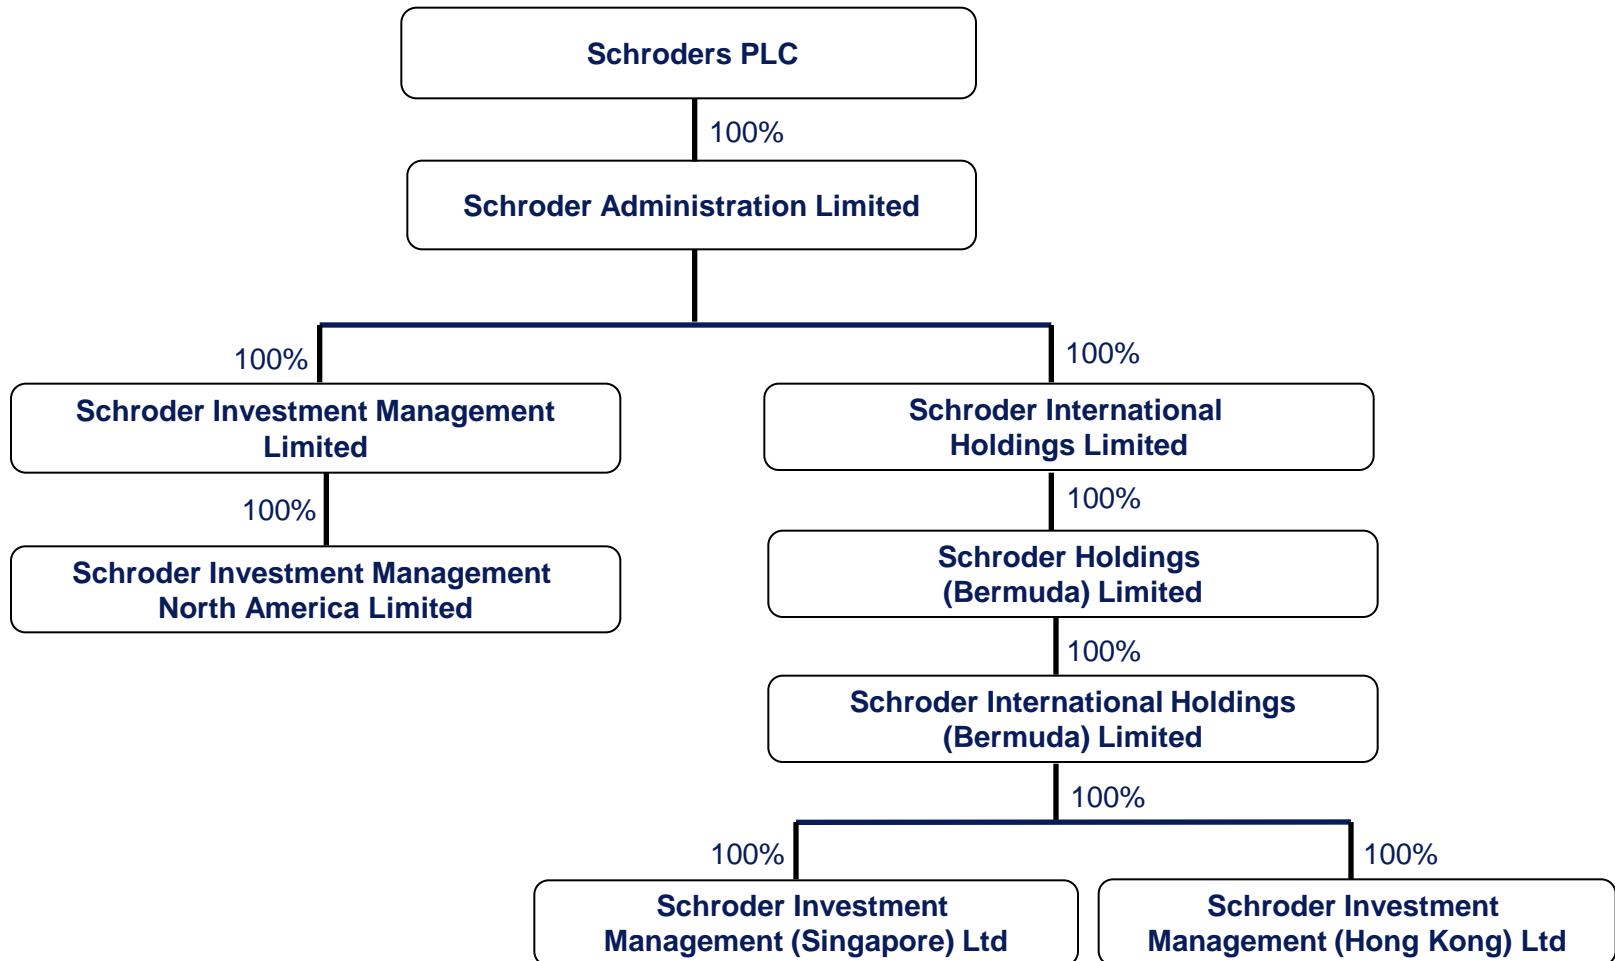 Schroders PLC
100%
Schroder Administration Limited
100%
100%
Schroder Investment Management
Limited
Schroder International
Holdings Limited
100%
100%
Schroder Investment Management
North America Limited
Schroder Holdings
(Bermuda) Limited
100%
Schroder International Holdings
(Bermuda) Limited
100%
100%
100%
Schroder Investment
Management (Singapore) Ltd
Schroder Investment
Management (Hong Kong) Ltd